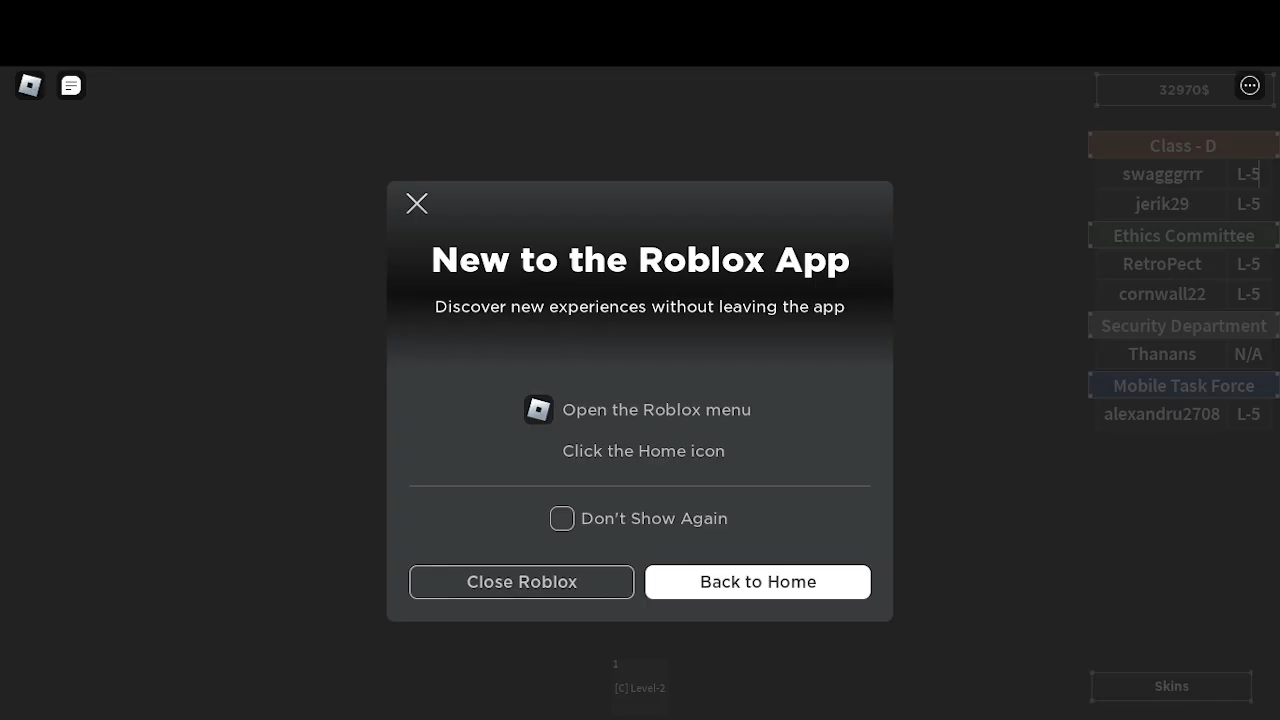 32970$
Class - D
swagggrrr L-5
jerik29 L-5
Ethics Committee
RetroPect L-5
cornwall22 L-5
Security Department
Thanans N/A
Mobile Task Force
alexandru2708 L-5
New to the Roblox App
Discover new experiences without leaving the app
Open the Roblox menu
Click the Home icon
Don't Show Again
Close Roblox
Back to Home
1
[C] Level-2
Skins